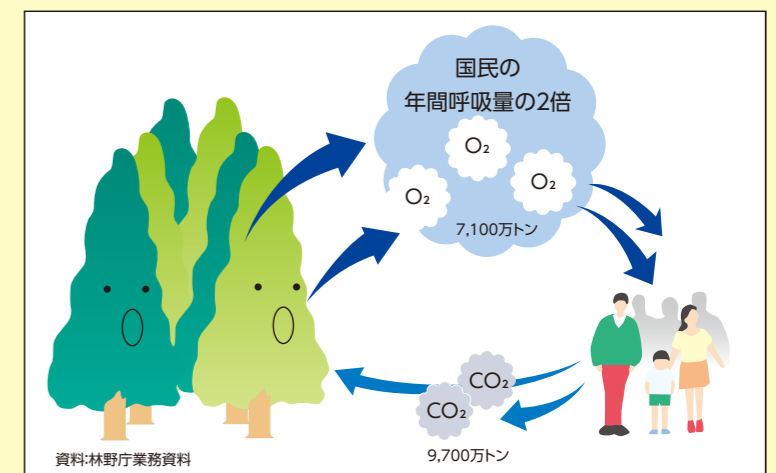 国民の
年間呼吸量の2倍
O₂
O₂
O₂
7,100万トン
CO₂
CO₂
9,700万トン
資料:林野庁業務資料